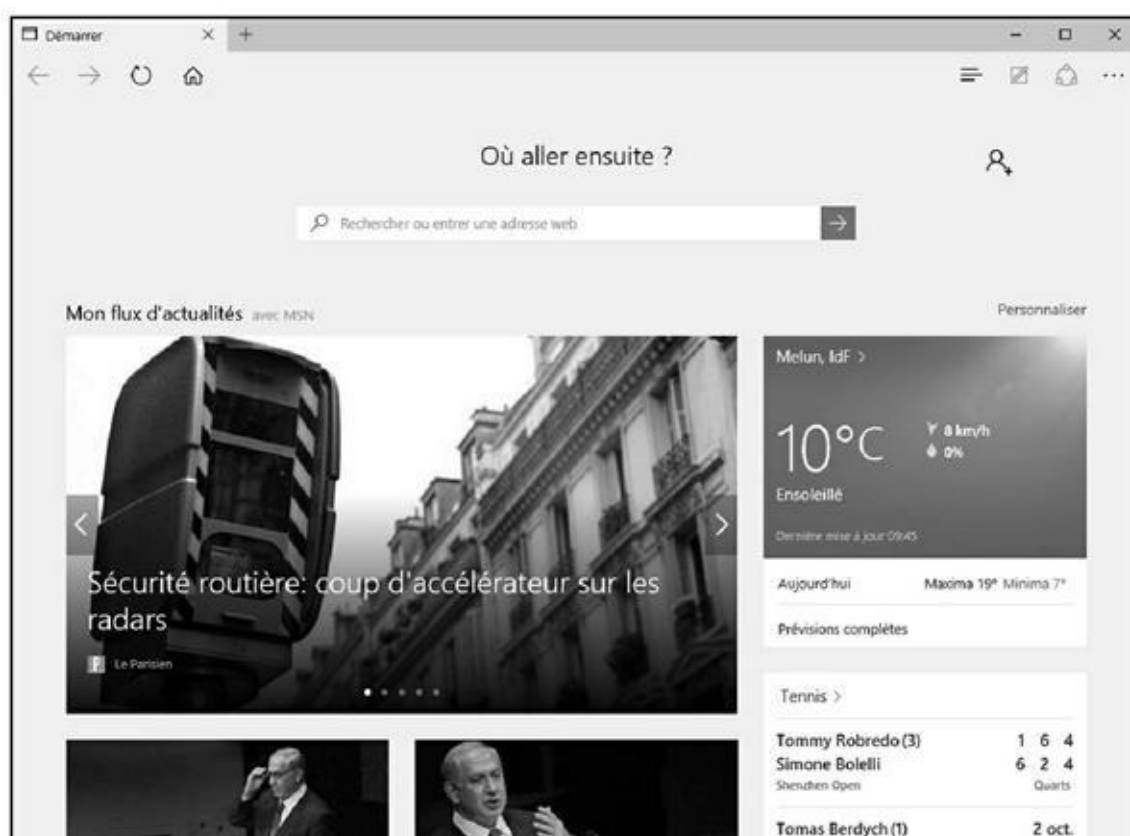 Démarrer
Où aller ensuite ?
Rechercher ou entrer une adresse web
Mon flux d'actualités avec MSN
Personnaliser
Sécurité routière: coup d'accélérateur sur les
radars
Le Parisien
Melun, IdF >
10°C
8 km/h
0%
Ensoleillé
Dernière mise à jour 09:45
Aujourd'hui Maxima 19° Minima 7°
Prévisions complètes
Tennis >
Tommy Robredo (3) 1 6 4
Simone Bolelli 6 2 4
Shenzhen Open Quarts
Tomas Berdych (1) 2 oct.